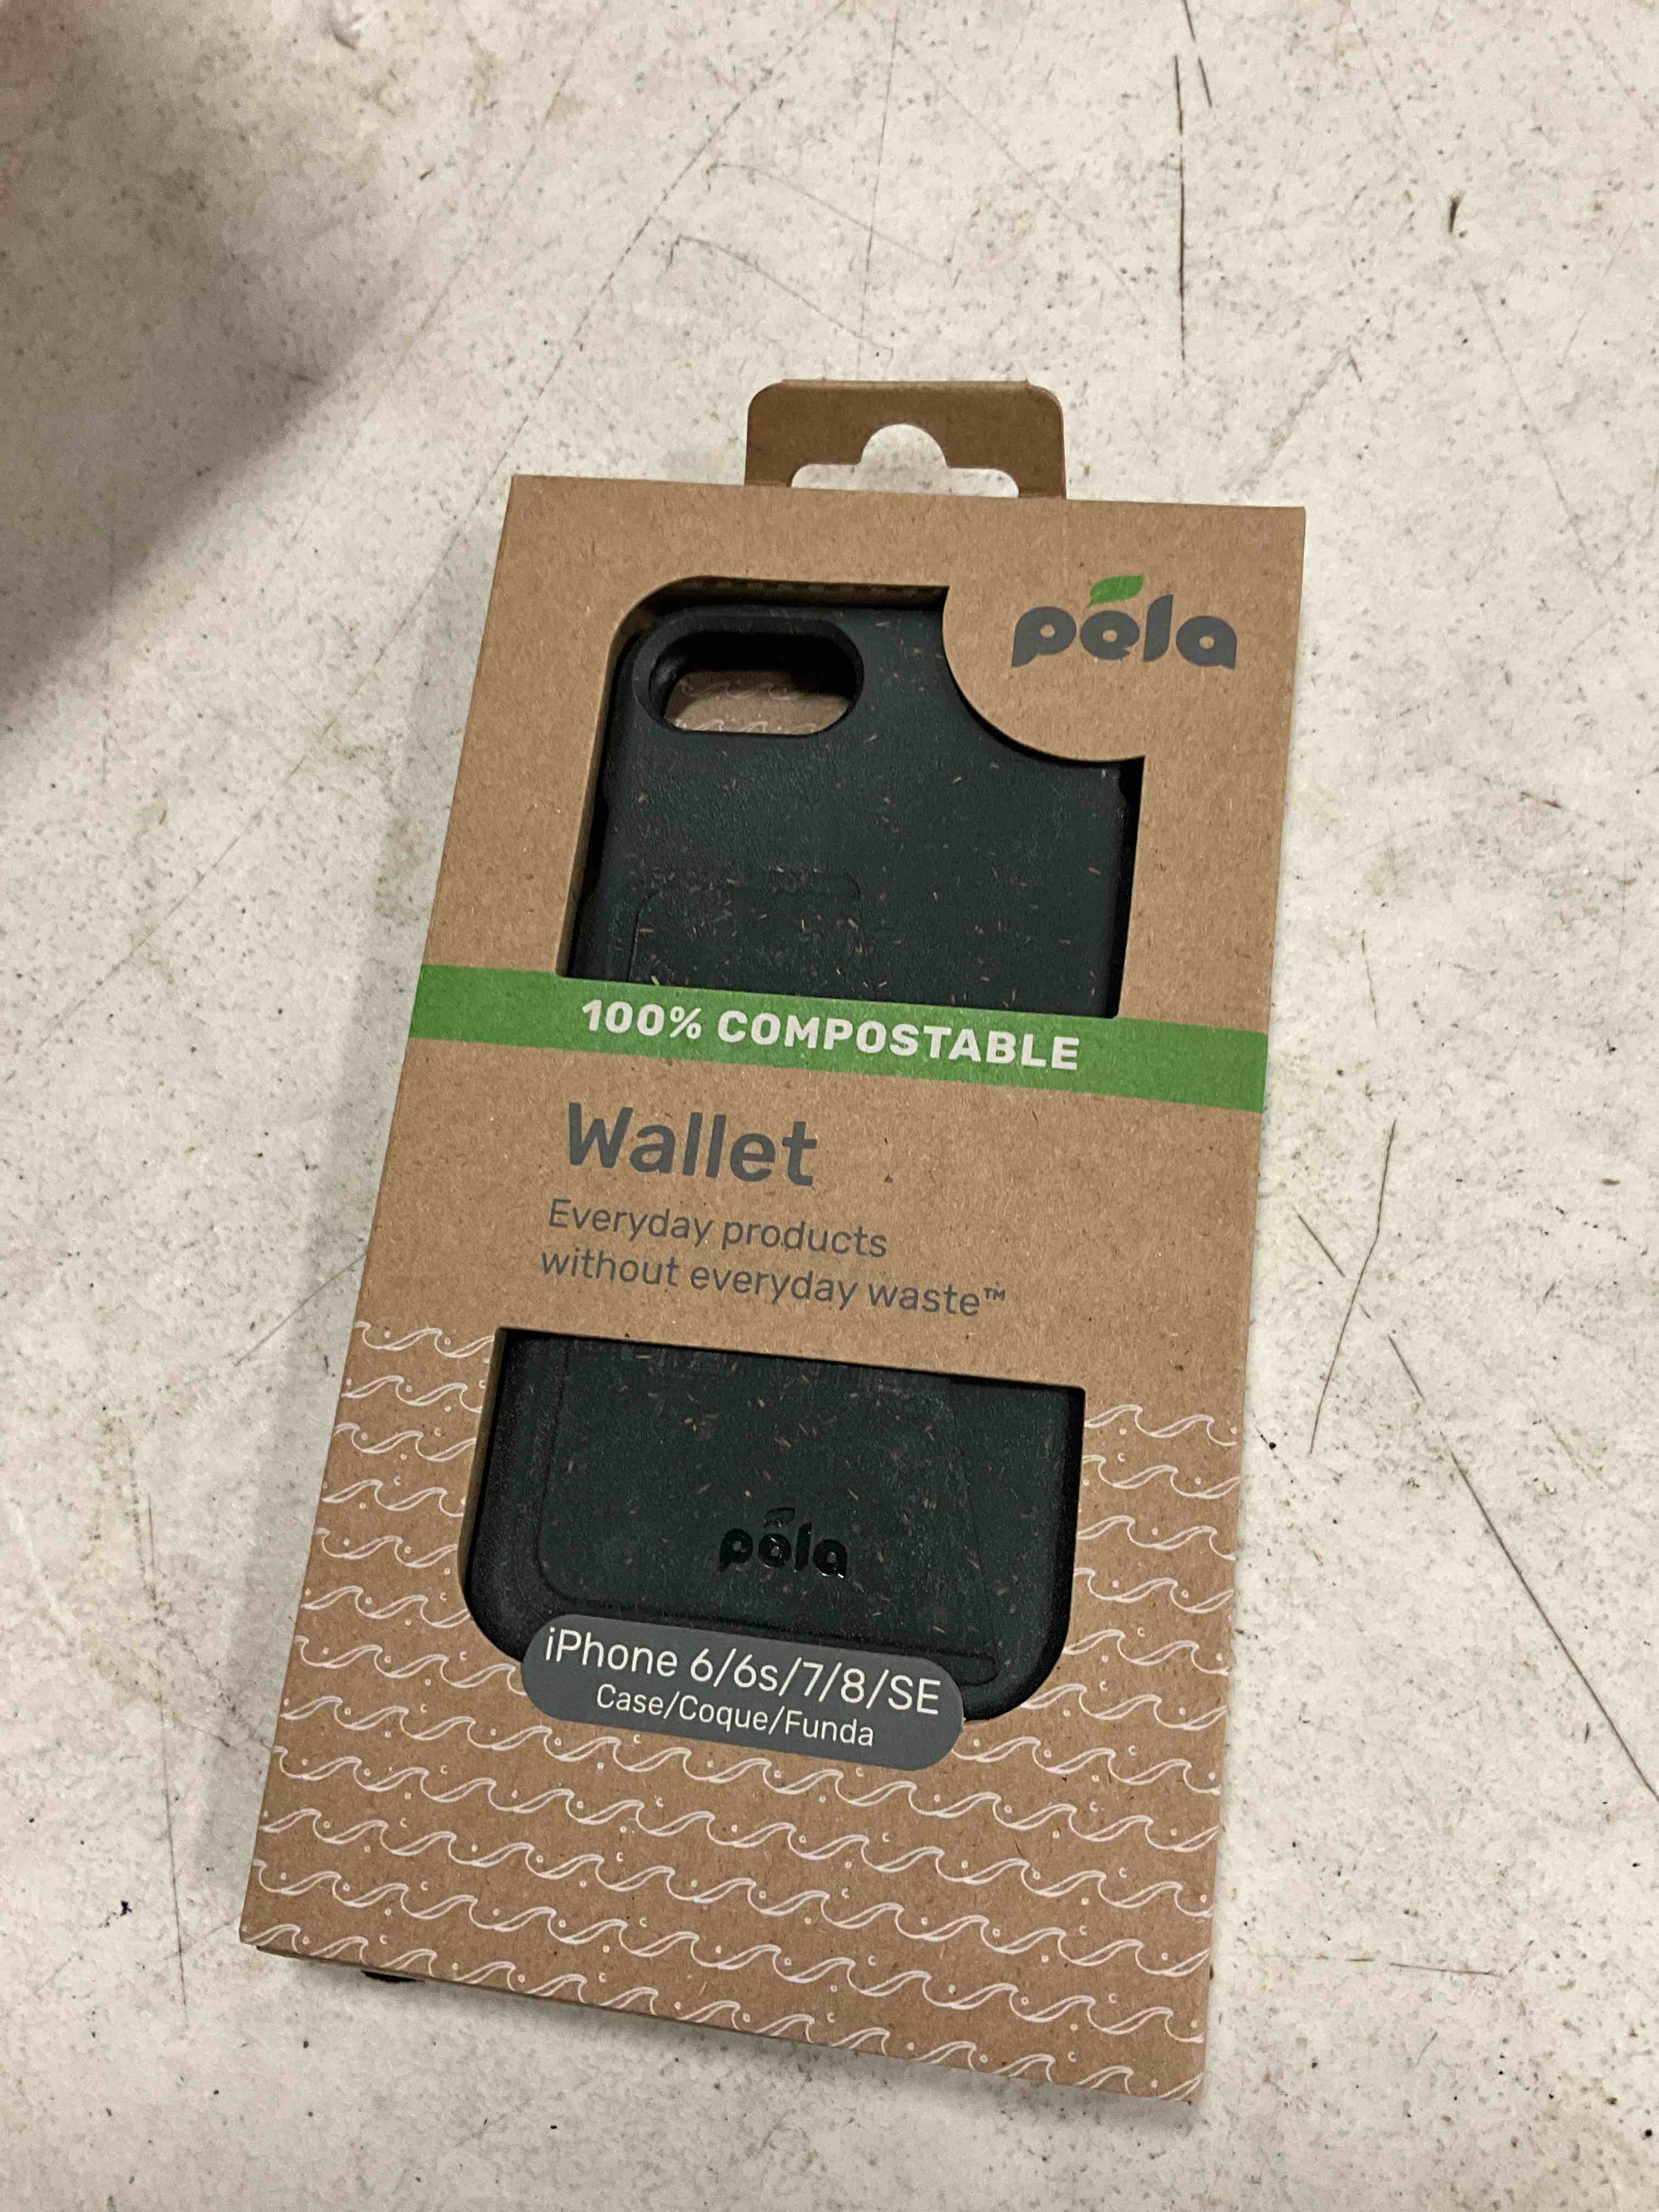 pela
100% COMPOSTABLE
Wallet
Everyday products
without everyday waste™
pela
iPhone 6/6s/7/8/SE
Case/Coque/Funda